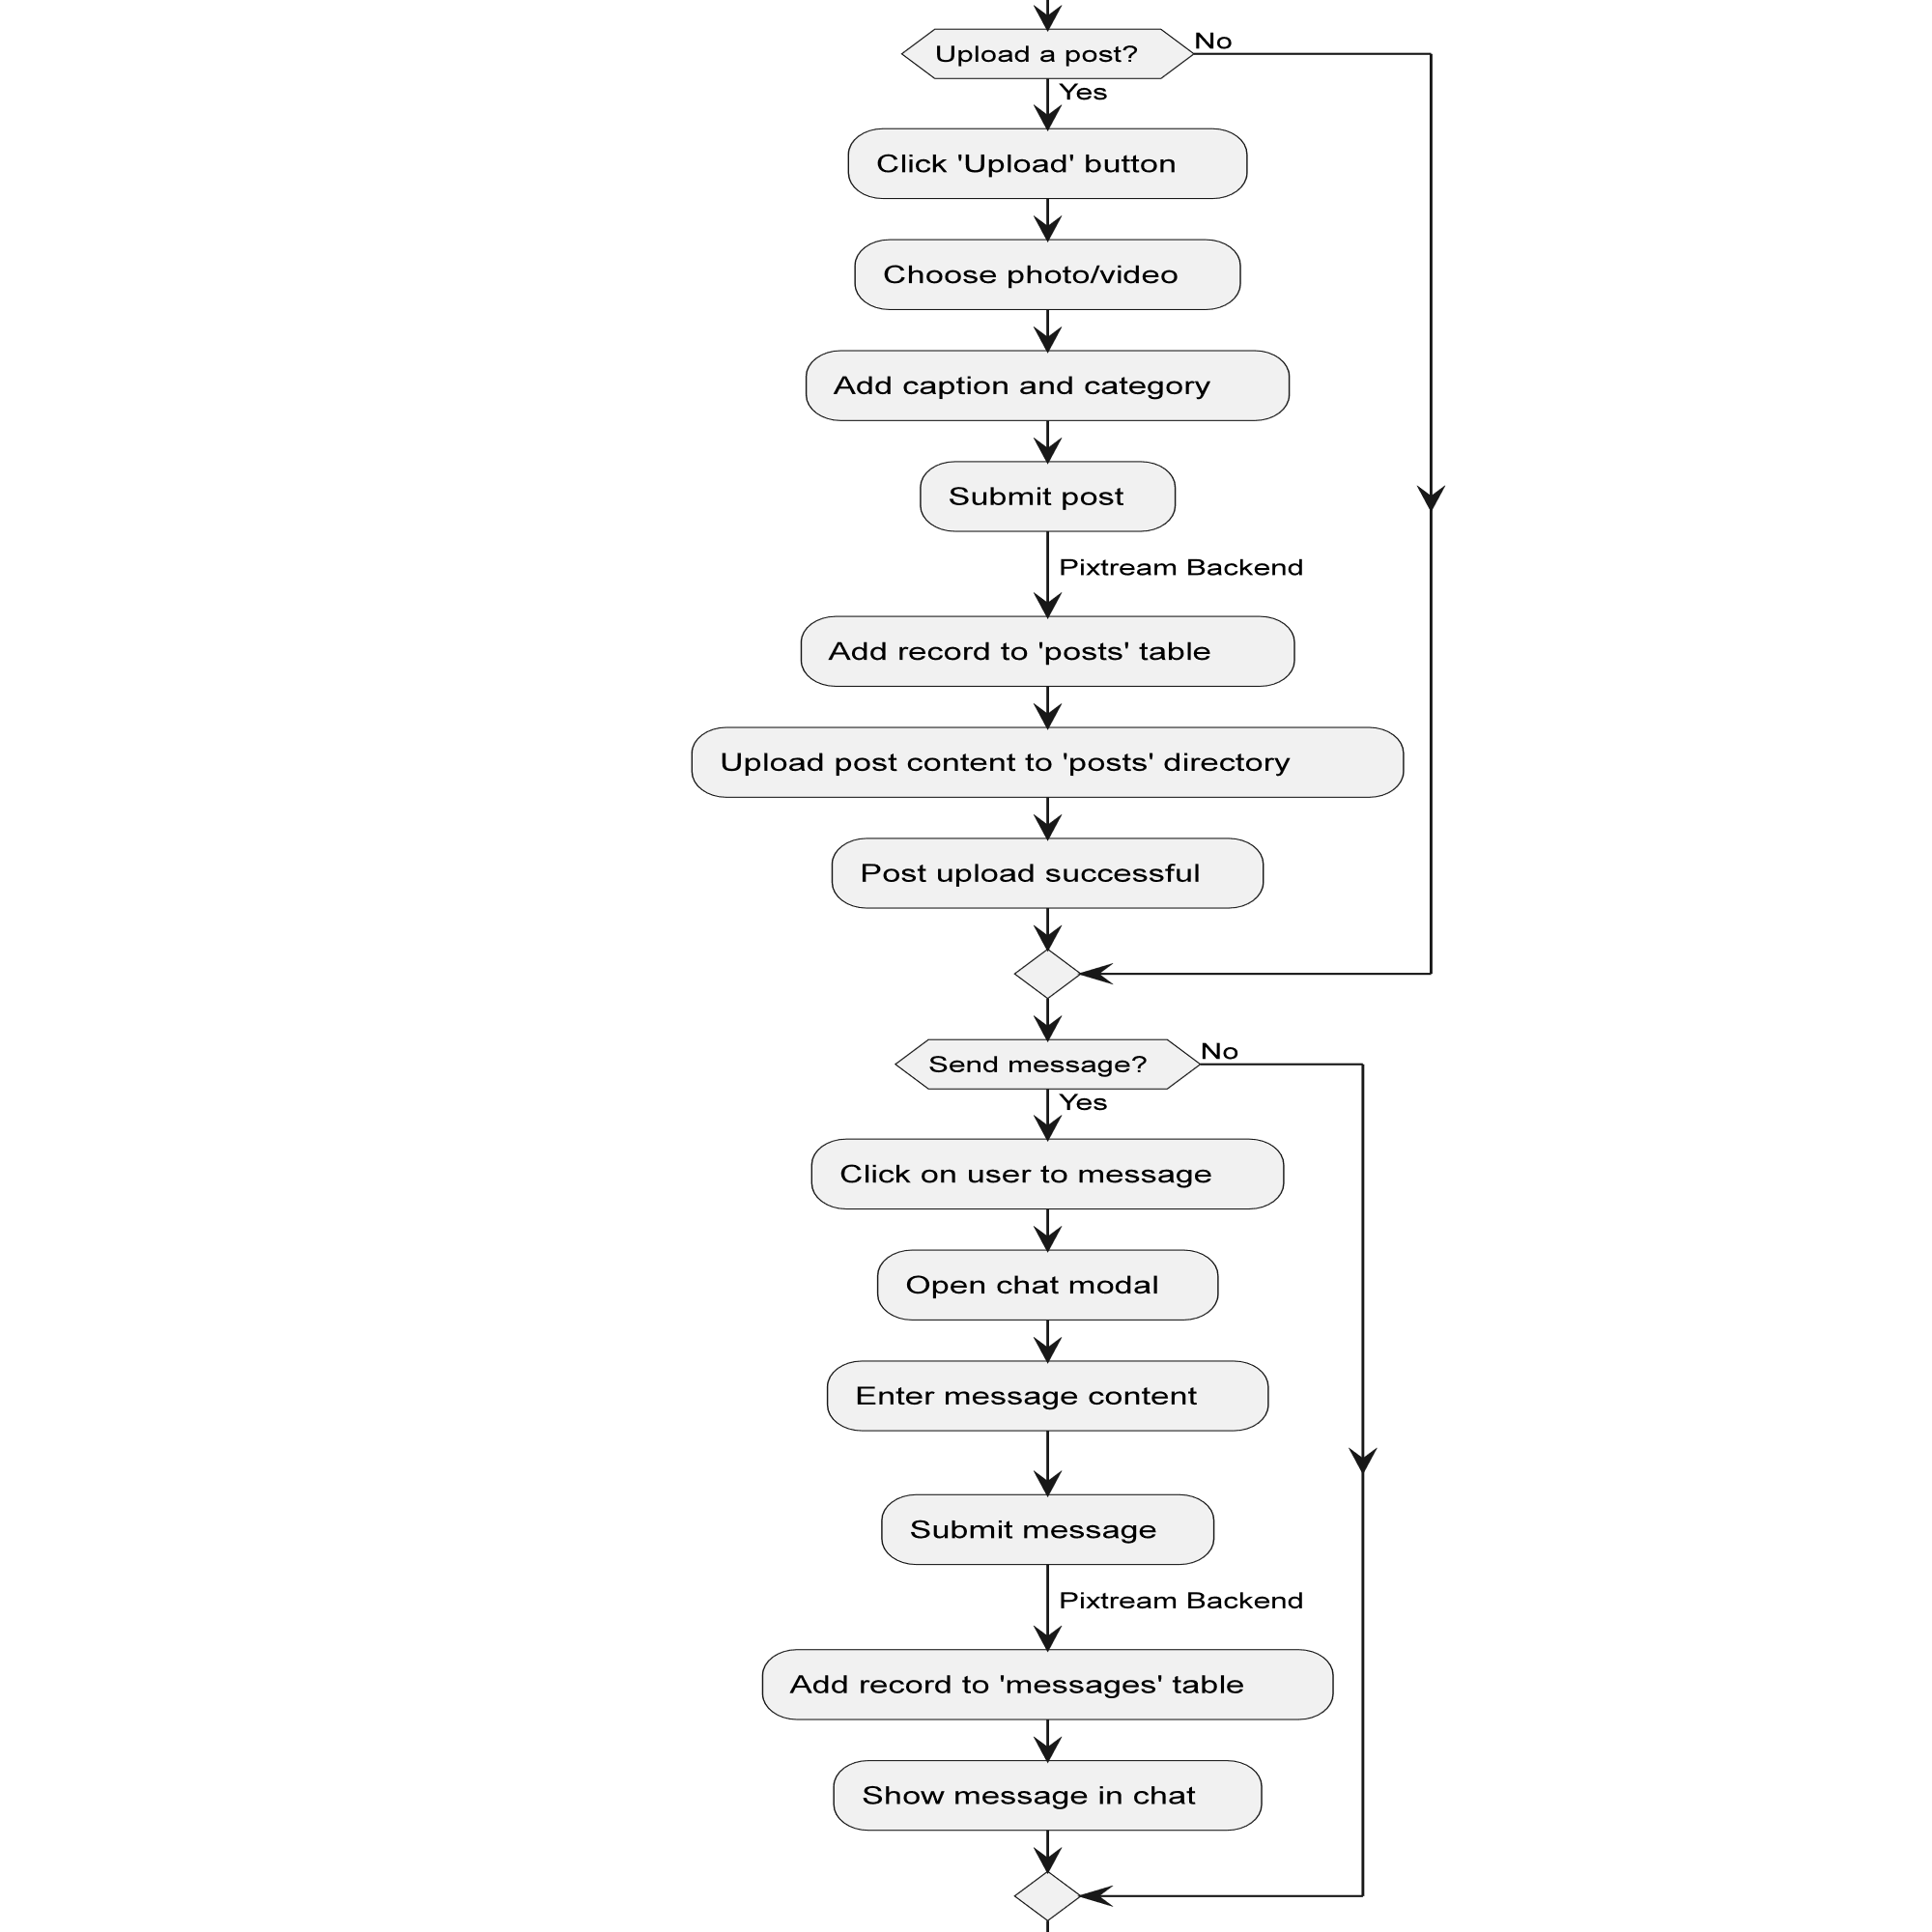 Upload a post?
No
Yes
Click 'Upload' button
Choose photo/video
Add caption and category
Submit post
Pixtream Backend
Add record to 'posts' table
Upload post content to 'posts' directory
Post upload successful
Send message?
No
Yes
Click on user to message
Open chat modal
Enter message content
Submit message
Pixtream Backend
Add record to 'messages' table
Show message in chat